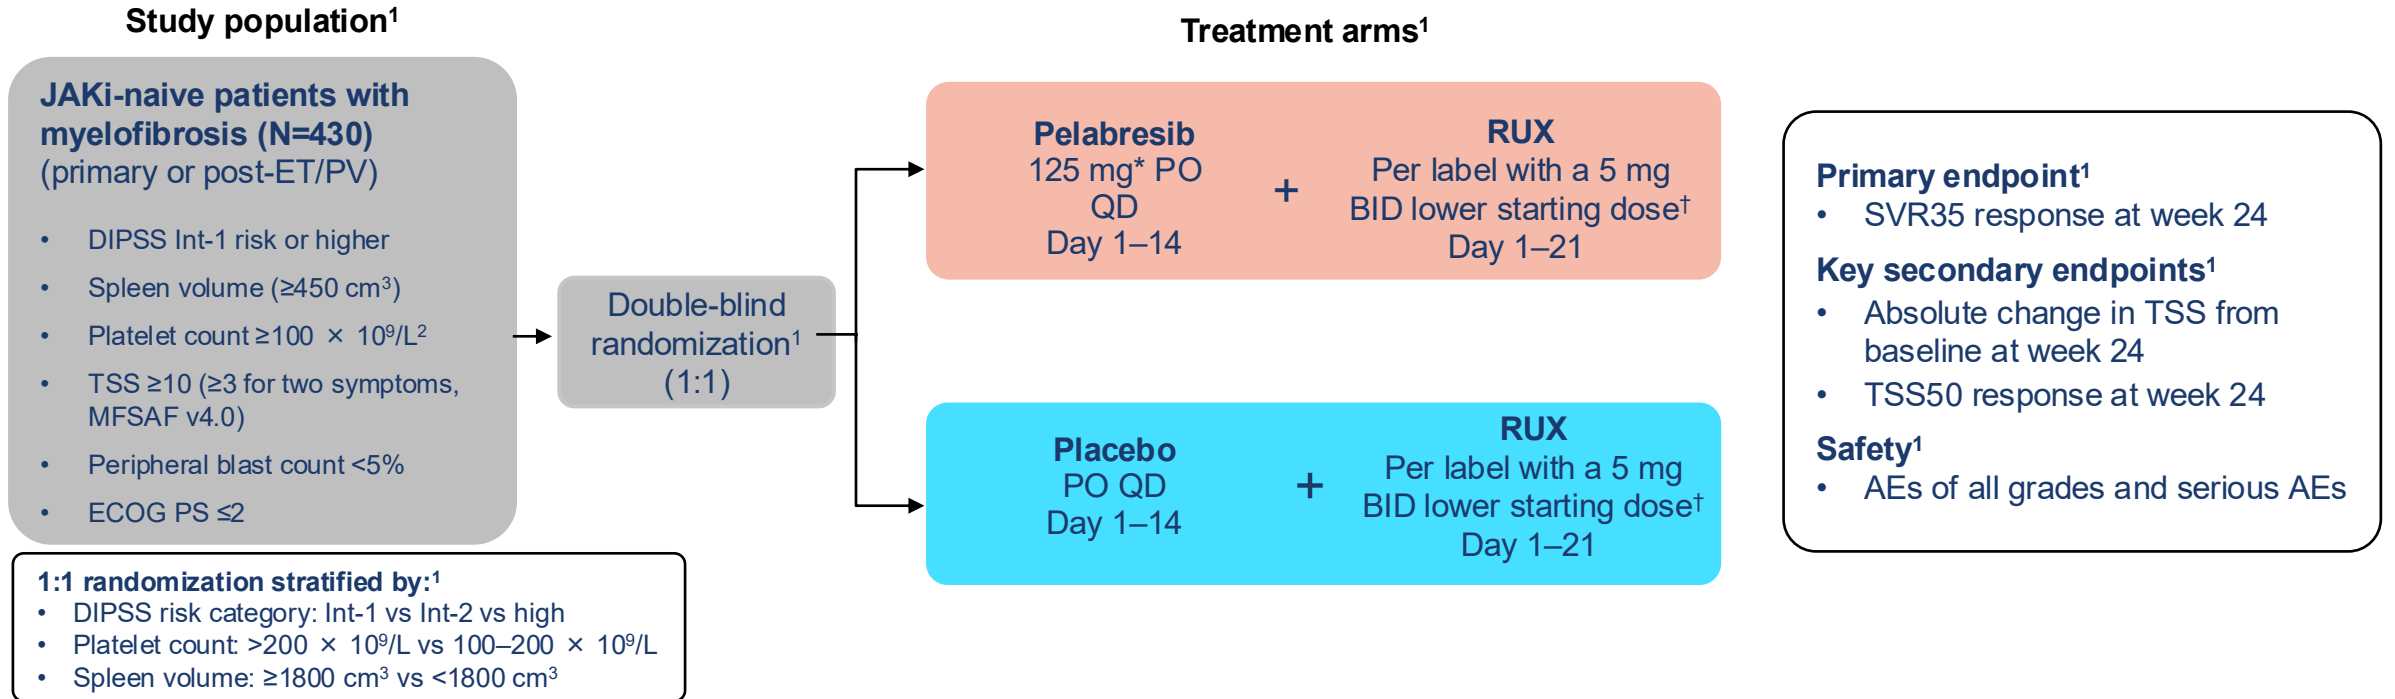 Study population¹
JAKi-naive patients with
myelofibrosis (N=430)
(primary or post-ET/PV)
• DIPSS Int-1 risk or higher
• Spleen volume (≥450 cm³)
• Platelet count ≥100 × 10⁹/L²
• TSS ≥10 (≥3 for two symptoms,
MFSAF v4.0)
• Peripheral blast count <5%
• ECOG PS ≤2
1:1 randomization stratified by:¹
• DIPSS risk category: Int-1 vs Int-2 vs high
• Platelet count: >200 × 10⁹/L vs 100–200 × 10⁹/L
• Spleen volume: ≥1800 cm³ vs <1800 cm³
Double-blind
randomization¹
(1:1)
Treatment arms¹
Pelabresib
125 mg* PO
QD
Day 1–14
+
RUX
Per label with a 5 mg
BID lower starting dose†
Day 1–21
Placebo
PO QD
Day 1–14
+
RUX
Per label with a 5 mg
BID lower starting dose†
Day 1–21
Primary endpoint¹
• SVR35 response at week 24
Key secondary endpoints¹
• Absolute change in TSS from
baseline at week 24
• TSS50 response at week 24
Safety¹
• AEs of all grades and serious AEs